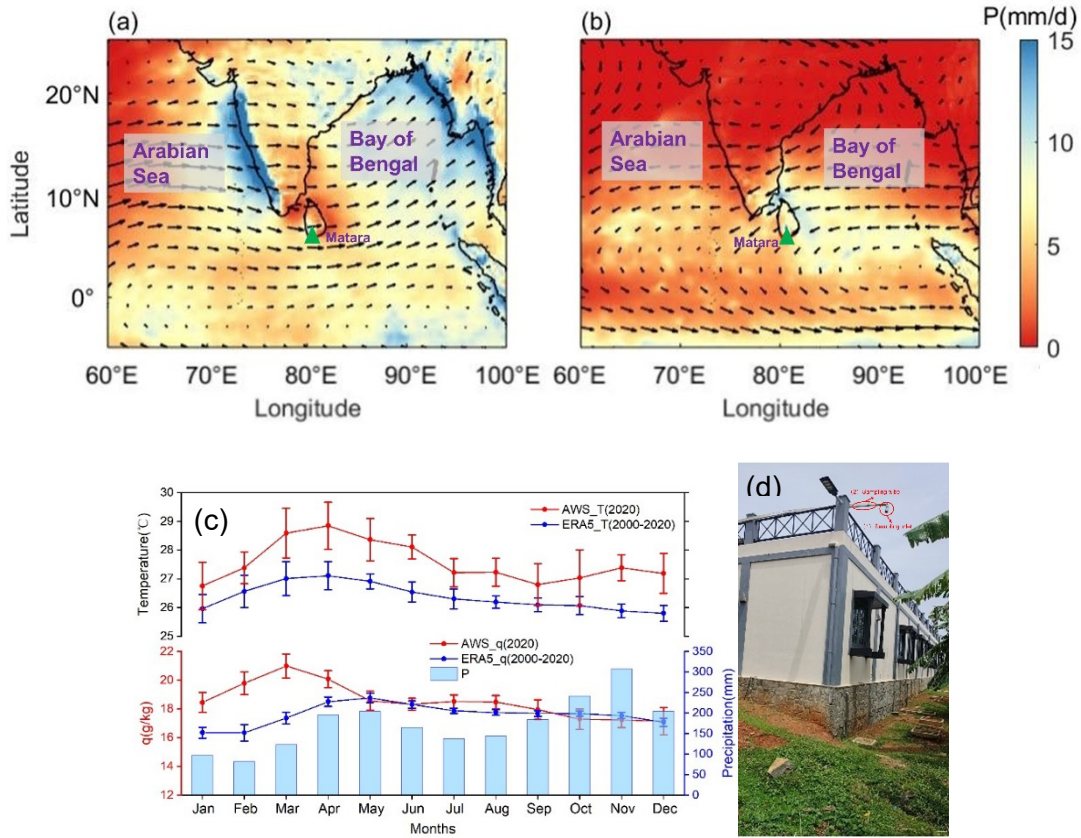 (a)
(b)
P(mm/d)
Latitude
20°N
10°N
0°
Arabian
Sea
Bay of
Bengal
Matara
Arabian
Sea
Bay of
Bengal
Matara
15
10
5
0
60°E 70°E 80°E 90°E 100°E
60°E 70°E 80°E 90°E 100°E
Longitude
Longitude
(c)
Temperature(℃)
30
29
28
27
26
25
AWS_T(2020)
ERA5_T(2000-2020)
q(g/kg)
22
20
18
16
14
12
AWS_q(2020)
ERA5_q(2000-2020)
P
350
300
250
200
150
100
50
0
Precipitation(mm)
Jan Feb Mar Apr May Jun Jul Aug Sep Oct Nov Dec
Months
(d)